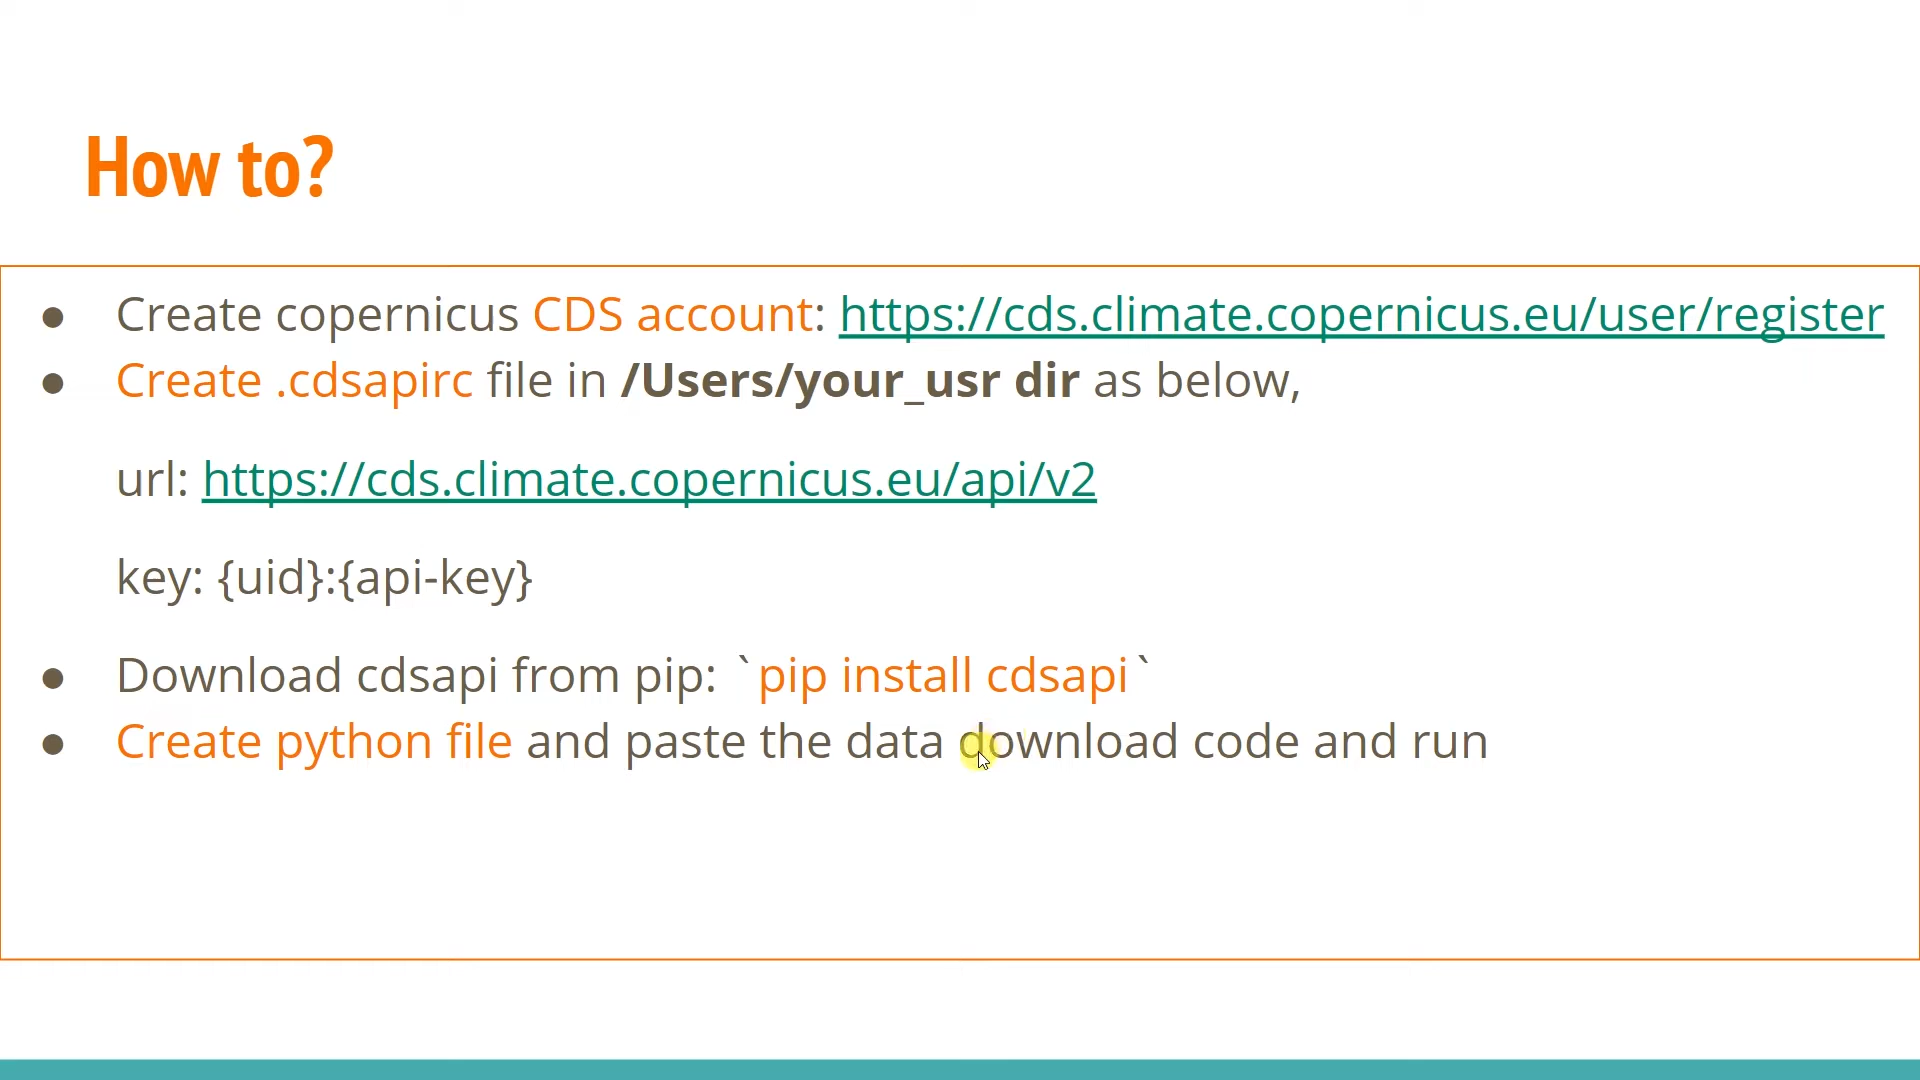 How to?
● Create copernicus CDS account: https://cds.climate.copernicus.eu/user/register
● Create .cdsapirc file in /Users/your_usr dir as below,
url: https://cds.climate.copernicus.eu/api/v2
key: {uid}:{api-key}
● Download cdsapi from pip: `pip install cdsapi`
● Create python file and paste the data download code and run